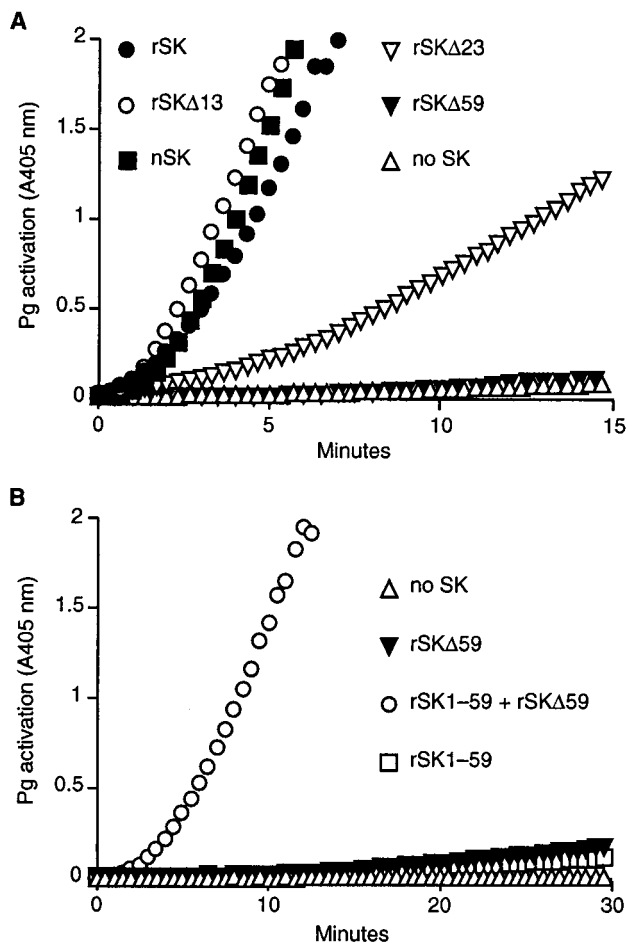 A
2
1.5
1
0.5
0
Pg activation (A405 nm)
rSK
rSKΔ13
nSK
rSKΔ23
rSKΔ59
no SK
0
5
10
15
Minutes
B
2
1.5
1
0.5
0
Pg activation (A405 nm)
no SK
rSKΔ59
rSK1–59 + rSKΔ59
rSK1–59
0
10
20
30
Minutes